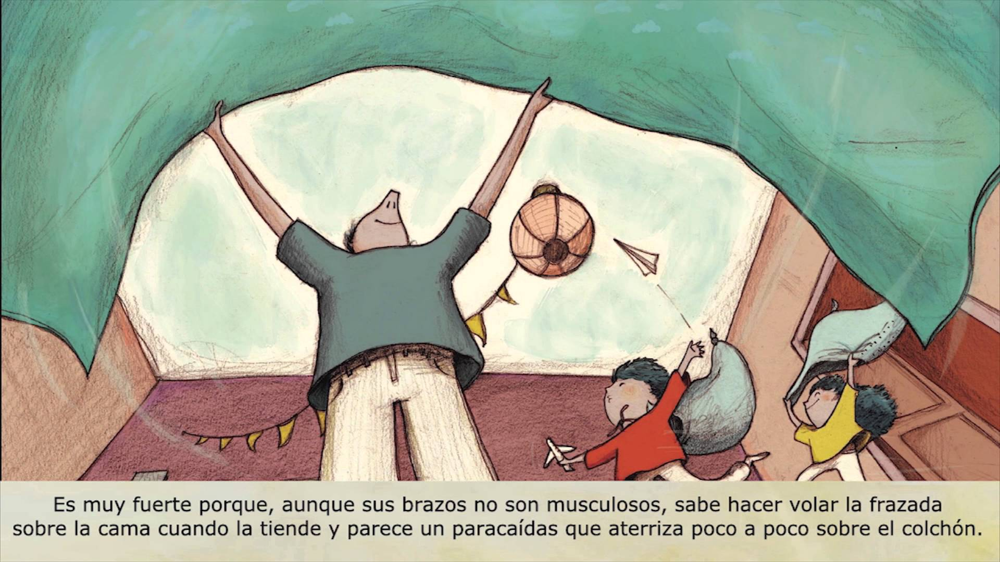 Es muy fuerte porque, aunque sus brazos no son musculosos, sabe hacer volar la frazada
sobre la cama cuando la tiende y parece un paracaídas que aterriza poco a poco sobre el colchón.